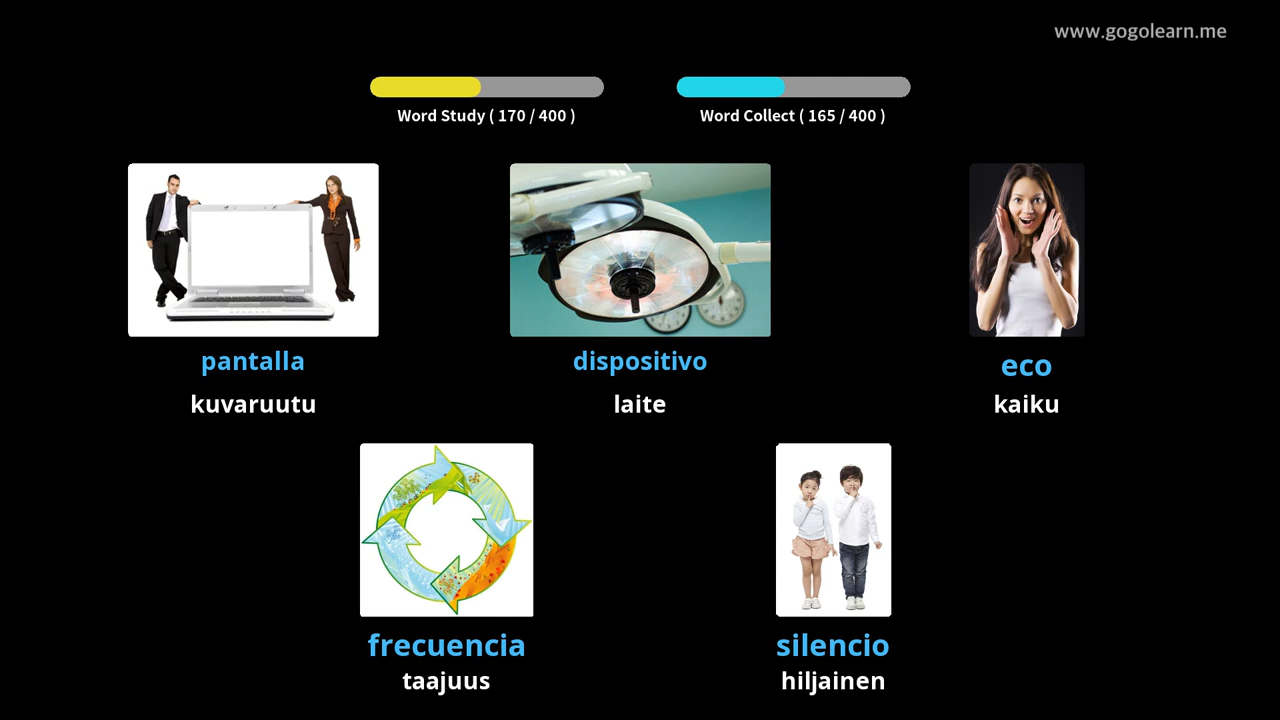 www.gogolearn.me
Word Study ( 170 / 400 )
Word Collect ( 165 / 400 )
pantalla
kuvaruutu
dispositivo
laite
eco
kaiku
frecuencia
taajuus
silencio
hiljainen